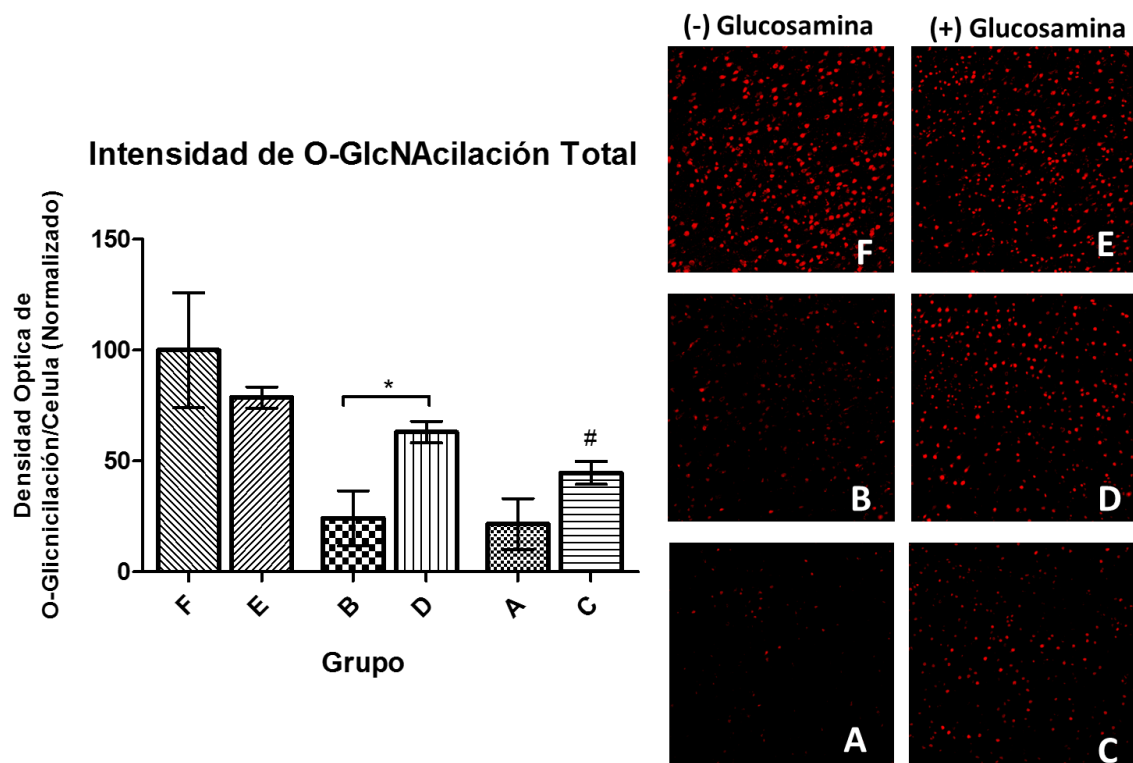 (-) Glucosamina
(+) Glucosamina
Intensidad de O-GlcNAcilación Total
Densidad Optica de
O-Glicnicilación/Celula (Normalizado)
150
100
50
0
*
#
F
E
B
D
A
C
Grupo
F
E
B
D
A
C